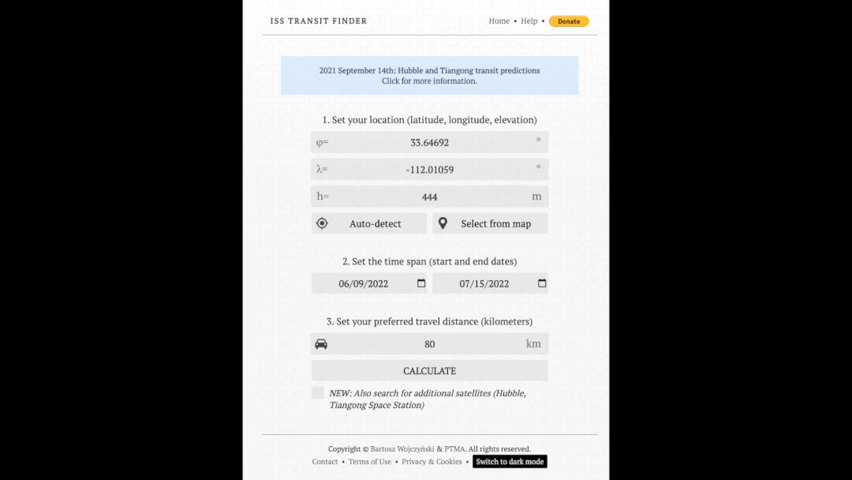 ISS TRANSIT FINDER
Home • Help • Donate
2021 September 14th: Hubble and Tiangong transit predictions
Click for more information.
1. Set your location (latitude, longitude, elevation)
φ= 33.64692 °
λ= -112.01059 °
h= 444 m
Auto-detect Select from map
2. Set the time span (start and end dates)
06/09/2022 07/15/2022
3. Set your preferred travel distance (kilometers)
80 km
CALCULATE
NEW: Also search for additional satellites (Hubble,
Tiangong Space Station)
Copyright © Bartosz Wojczyński & PTMA. All rights reserved.
Contact • Terms of Use • Privacy & Cookies • Switch to dark mode